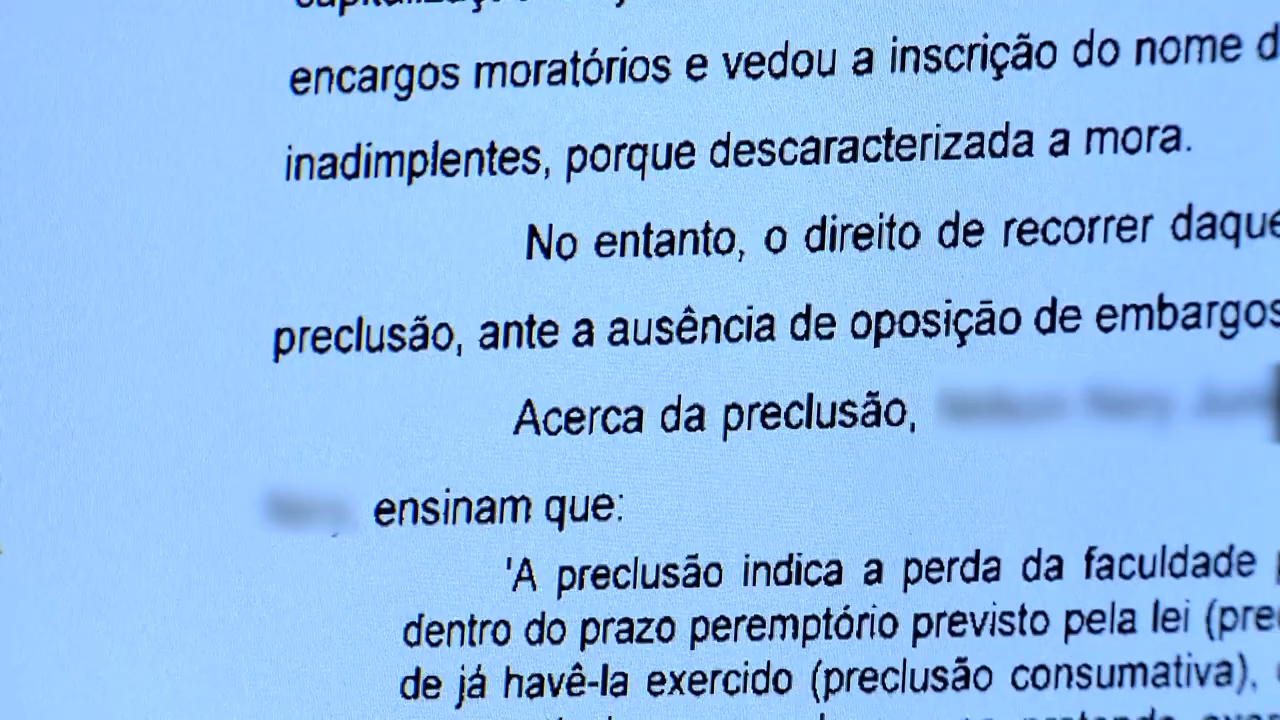 encargos moratórios e vedou a inscrição do nome
inadimplentes, porque descaracterizada a mora.
No entanto, o direito de recorrer
preclusão, ante a ausência de oposição de embargos
Acerca da preclusão,
ensinam que:
'A preclusão indica a perda da faculdade
dentro do prazo peremptório previsto pela lei
de já havê-la exercido (preclusão consumativa),